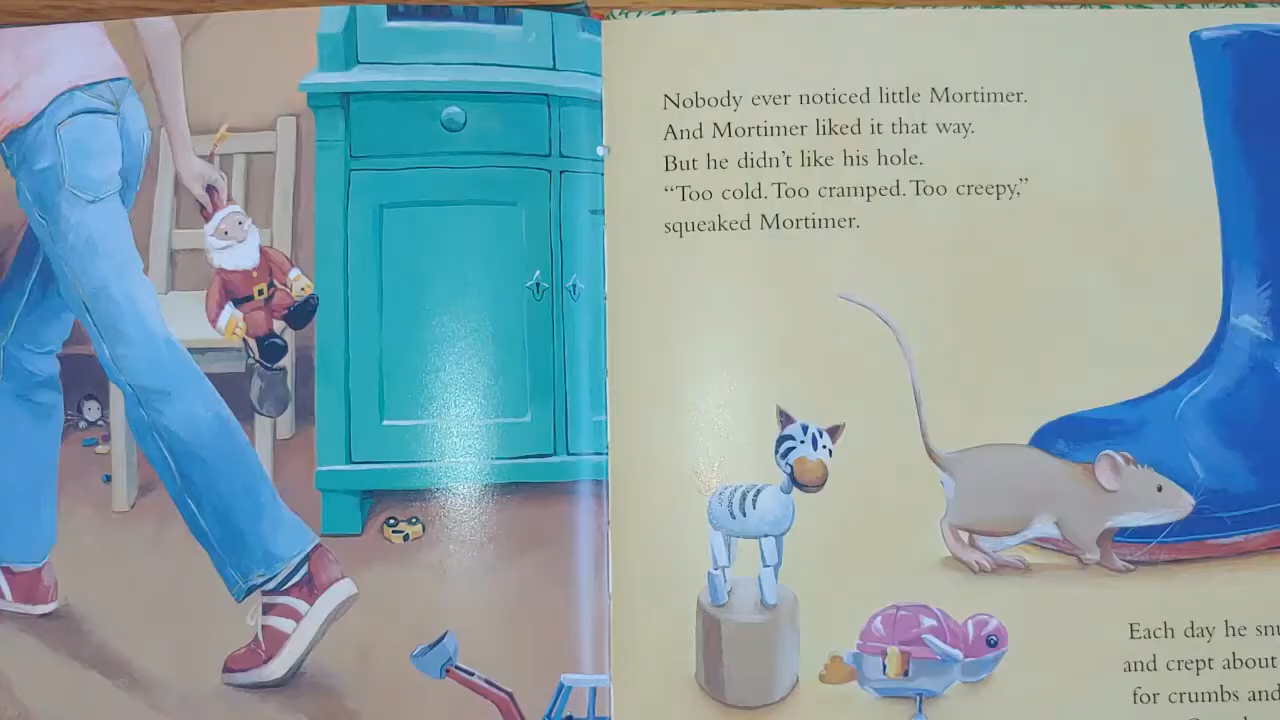 Nobody ever noticed little Mortimer.
And Mortimer liked it that way.
But he didn't like his hole.
“Too cold. Too cramped. Too creepy,”
squeaked Mortimer.
Each day he
and crept about
for crumbs and